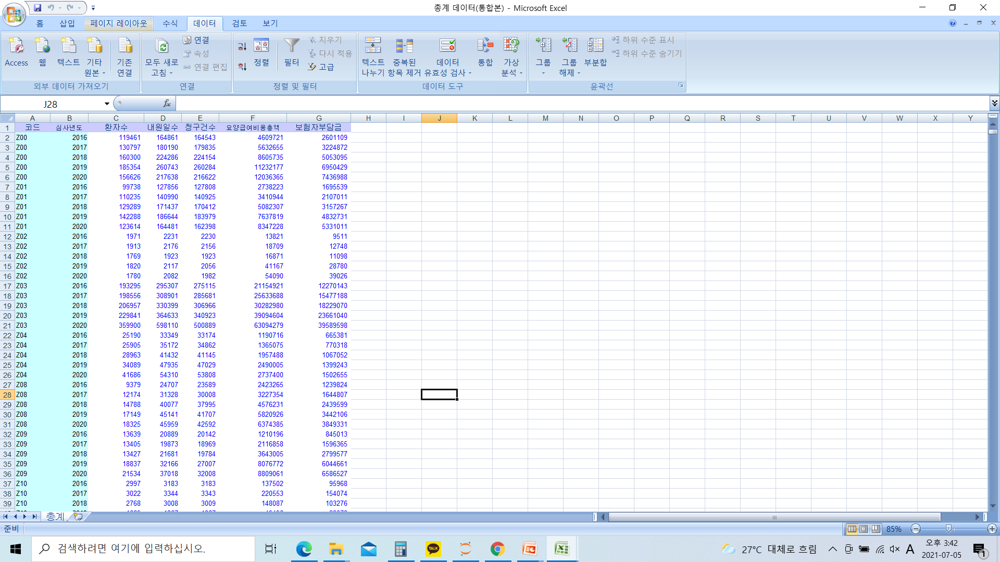 총계 데이터(통합본) - Microsoft Excel
홈 삽입 페이지 레이아웃 수식 데이터 검토 보기
Access 웹 텍스트 기타 원본 기존 연결
외부 데이터 가져오기
모두 새로 고침 연결 속성 연결 편집
연결
정렬 필터 지우기 다시 적용 고급
정렬 및 필터
텍스트 나누기 중복된 항목 제거 데이터 유효성 검사 통합 가상 분석
데이터 도구
그룹 그룹 해제 부분합 하위 수준 표시 하위 수준 숨기기
윤곽선
J28 fx
A B C D E F G H I J K L M N O P Q R S T U V W X Y
1 코드 심사년도 환자수 내원일수 청구건수 요양급여비용총액 보험자부담금
2 Z00 2016 119461 164861 164543 4609721 2601109
3 Z00 2017 130797 180190 179835 5632655 3224872
4 Z00 2018 160300 224286 224154 8605735 5053095
5 Z00 2019 185354 260743 260284 11232177 6950429
6 Z00 2020 156626 217638 216622 12036365 7436988
7 Z01 2016 99738 127856 127808 2738223 1695539
8 Z01 2017 110235 140990 140925 3410944 2107011
9 Z01 2018 129289 171437 170412 5082307 3157267
10 Z01 2019 142288 186644 183979 7637819 4832731
11 Z01 2020 123614 164481 162398 8347228 5331011
12 Z02 2016 1971 2231 2230 13821 9511
13 Z02 2017 1913 2176 2156 18709 12748
14 Z02 2018 1769 1923 1923 16871 11098
15 Z02 2019 1820 2117 2056 41167 28780
16 Z02 2020 1780 2082 1982 54090 39026
17 Z03 2016 193295 295307 275115 21154921 12270143
18 Z03 2017 198556 308901 285681 25633688 15477188
19 Z03 2018 206957 330399 306966 30282980 18229070
20 Z03 2019 229841 364633 340923 39094604 23661040
21 Z03 2020 359900 598110 500889 63094279 39589598
22 Z04 2016 25190 33349 33174 1190716 665381
23 Z04 2017 25905 35172 34862 1365075 770318
24 Z04 2018 28963 41432 41145 1957488 1067052
25 Z04 2019 34089 47935 47029 2490005 1399243
26 Z04 2020 41686 54310 53808 2737400 1502655
27 Z08 2016 9379 24707 23589 2423265 1239824
28 Z08 2017 12174 31328 30008 3227354 1644807
29 Z08 2018 14788 40077 37995 4576231 2439599
30 Z08 2019 17149 45141 41707 5820926 3442106
31 Z08 2020 18325 45959 42592 6374385 3849331
32 Z09 2016 13639 20889 20142 1210196 845013
33 Z09 2017 13405 19873 18969 2116858 1596365
34 Z09 2018 13427 21681 19784 3643005 2799577
35 Z09 2019 18837 32166 27007 8076772 6044661
36 Z09 2020 21534 37018 32008 8809061 6586527
37 Z10 2016 2997 3183 3183 137502 95968
38 Z10 2017 3022 3344 3343 220553 154074
39 Z10 2018 2768 3008 3009 148087 103276
총계
준비 85%
검색하려면 여기에 입력하십시오. TALK 27°C 대체로 흐림 A 오후 3:42
2021-07-05 1